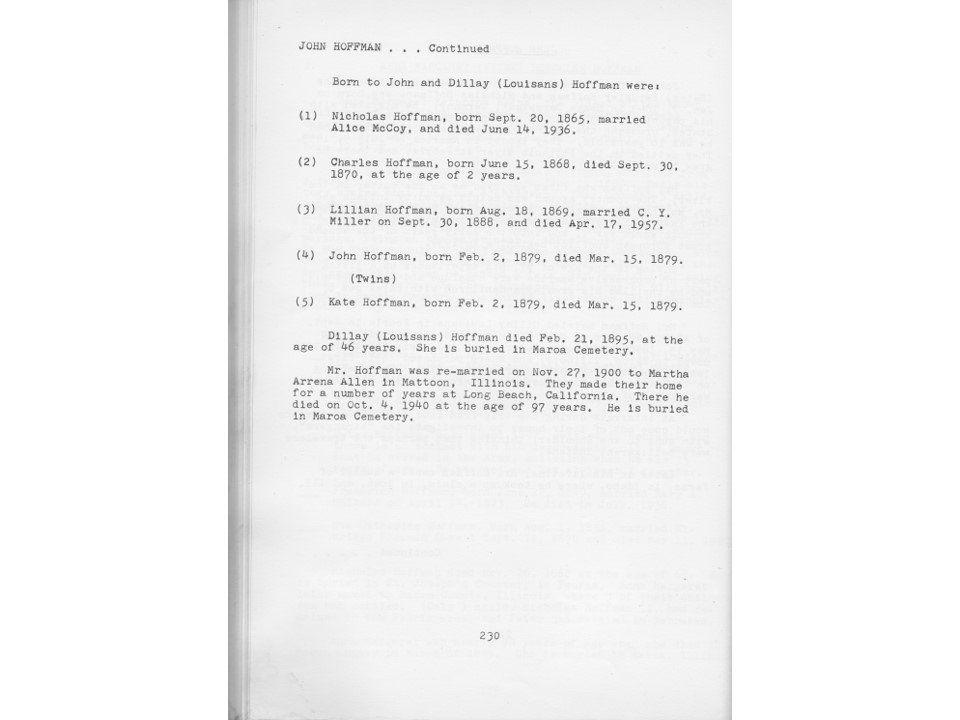 JOHN HOFFMAN . . . Continued
Born to John and Dillay (Louisans) Hoffman were:
(1) Nicholas Hoffman, born Sept. 20, 1865, married
Alice McCoy, and died June 14, 1936.
(2) Charles Hoffman, born June 15, 1868, died Sept. 30,
1870, at the age of 2 years.
(3) Lillian Hoffman, born Aug. 18, 1869, married C. Y.
Miller on Sept. 30, 1888, and died Apr. 17, 1957.
(4) John Hoffman, born Feb. 2, 1879, died Mar. 15, 1879.
(Twins)
(5) Kate Hoffman, born Feb. 2, 1879, died Mar. 15, 1879.
Dillay (Louisans) Hoffman died Feb. 21, 1895, at the
age of 46 years. She is buried in Maroa Cemetery.
Mr. Hoffman was re-married on Nov. 27, 1900 to Martha
Arrena Allen in Mattoon, Illinois. They made their home
for a number of years at Long Beach, California. There he
died on Oct. 4, 1940 at the age of 97 years. He is buried
in Maroa Cemetery.
230